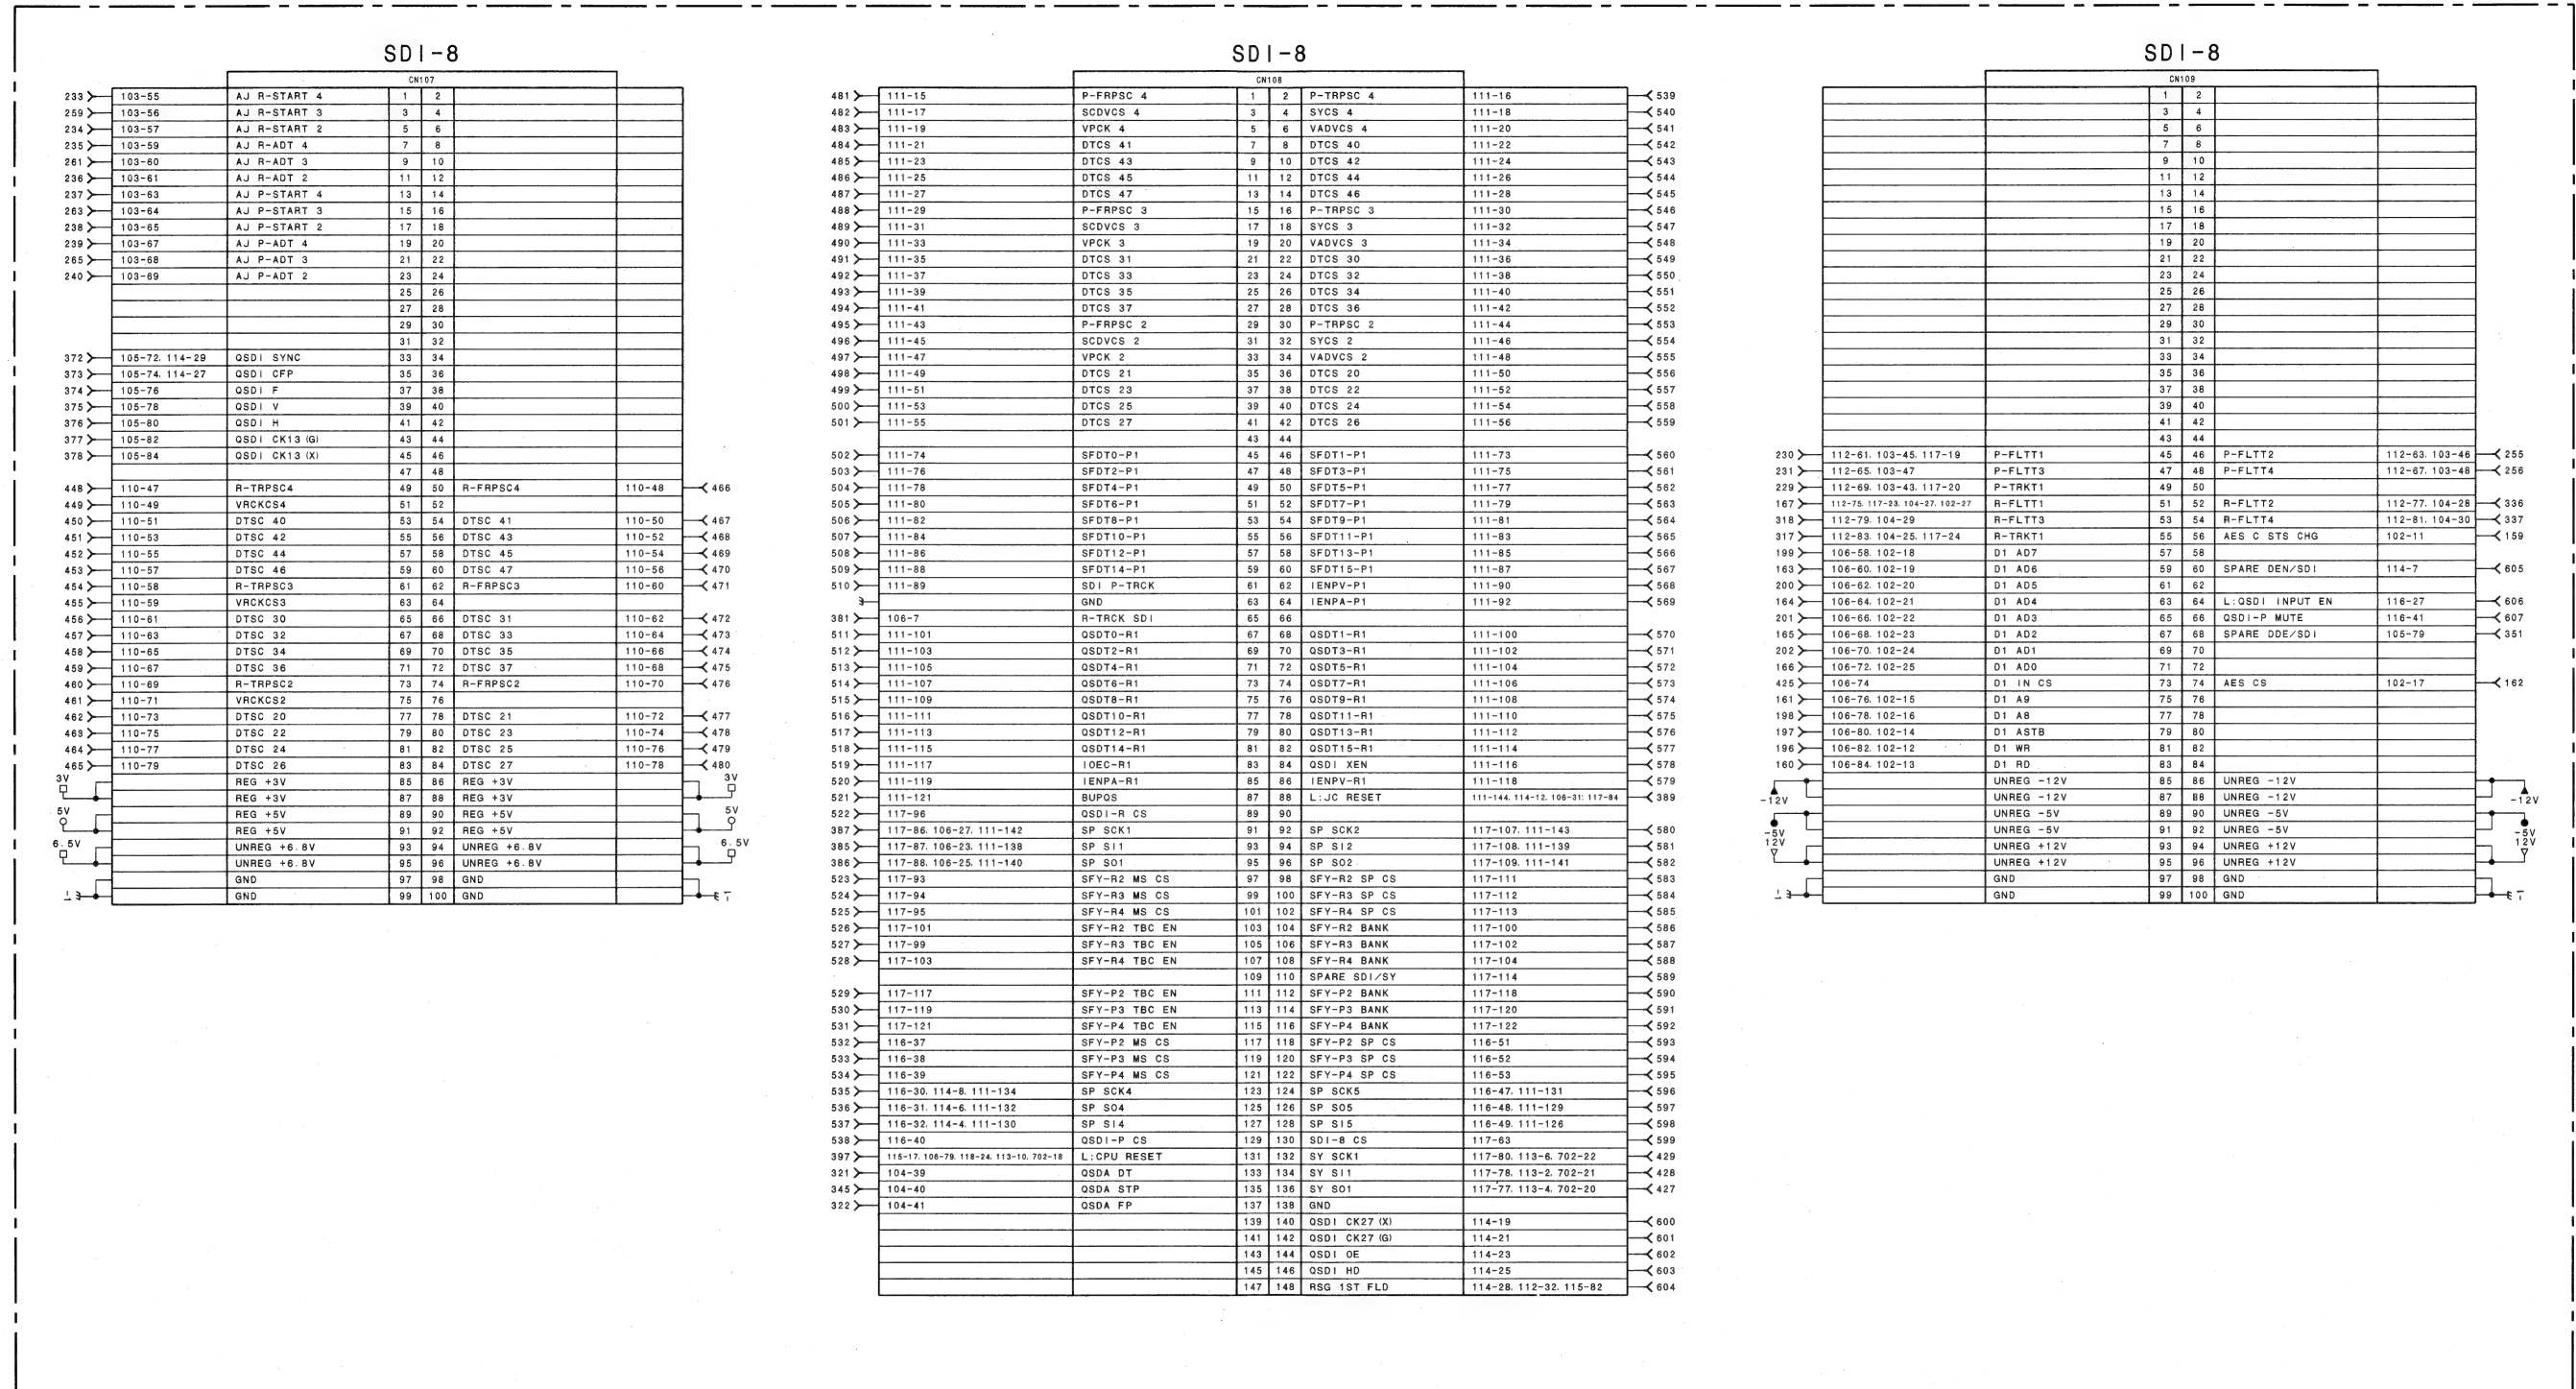 SDI-8
CN107
233 103-55 AJ R-START 4 1 2
259 103-56 AJ R-START 3 3 4
234 103-57 AJ R-START 2 5 6
235 103-59 AJ R-ADT 4 7 8
261 103-60 AJ R-ADT 3 9 10
236 103-61 AJ R-ADT 2 11 12
237 103-63 AJ P-START 4 13 14
263 103-64 AJ P-START 3 15 16
238 103-65 AJ P-START 2 17 18
239 103-67 AJ P-ADT 4 19 20
265 103-68 AJ P-ADT 3 21 22
240 103-69 AJ P-ADT 2 23 24
25 26
27 28
29 30
31 32
372 105-72. 114-29 QSDI SYNC 33 34
373 105-74. 114-27 QSDI CFP 35 36
374 105-76 QSDI F 37 38
375 105-78 QSDI V 39 40
376 105-80 QSDI H 41 42
377 105-82 QSDI CK13 (G) 43 44
378 105-84 QSDI CK13 (X) 45 46
47 48
448 110-47 R-TRPSC4 49 50 R-FRPSC4 110-48 466
449 110-49 VRCKCS4 51 52
450 110-51 DTSC 40 53 54 DTSC 41 110-50 467
451 110-53 DTSC 42 55 56 DTSC 43 110-52 468
452 110-55 DTSC 44 57 58 DTSC 45 110-54 469
453 110-57 DTSC 46 59 60 DTSC 47 110-56 470
454 110-58 R-TRPSC3 61 62 R-FRPSC3 110-60 471
455 110-59 VRCKCS3 63 64
456 110-61 DTSC 30 65 66 DTSC 31 110-62 472
457 110-63 DTSC 32 67 68 DTSC 33 110-64 473
458 110-65 DTSC 34 69 70 DTSC 35 110-66 474
459 110-67 DTSC 36 71 72 DTSC 37 110-68 475
460 110-69 R-TRPSC2 73 74 R-FRPSC2 110-70 476
461 110-71 VRCKCS2 75 76
462 110-73 DTSC 20 77 78 DTSC 21 110-72 477
463 110-75 DTSC 22 79 80 DTSC 23 110-74 478
464 110-77 DTSC 24 81 82 DTSC 25 110-76 479
465 110-79 DTSC 26 83 84 DTSC 27 110-78 480
3V REG +3V 85 86 REG +3V 3V
REG +3V 87 88 REG +3V
5V REG +5V 89 90 REG +5V 5V
REG +5V 91 92 REG +5V
6.5V UNREG +6.8V 93 94 UNREG +6.8V 6.5V
UNREG +6.8V 95 96 UNREG +6.8V
GND 97 98 GND
GND 99 100 GND
SDI-8
CN108
481 111-15 P-FRPSC 4 1 2 P-TRPSC 4 111-16 539
482 111-17 SCDVCS 4 3 4 SYCS 4 111-18 540
483 111-19 VPCK 4 5 6 VADVCS 4 111-20 541
484 111-21 DTCS 41 7 8 DTCS 40 111-22 542
485 111-23 DTCS 43 9 10 DTCS 42 111-24 543
486 111-25 DTCS 45 11 12 DTCS 44 111-26 544
487 111-27 DTCS 47 13 14 DTCS 46 111-28 545
488 111-29 P-FRPSC 3 15 16 P-TRPSC 3 111-30 546
489 111-31 SCDVCS 3 17 18 SYCS 3 111-32 547
490 111-33 VPCK 3 19 20 VADVCS 3 111-34 548
491 111-35 DTCS 31 21 22 DTCS 30 111-36 549
492 111-37 DTCS 33 23 24 DTCS 32 111-38 550
493 111-39 DTCS 35 25 26 DTCS 34 111-40 551
494 111-41 DTCS 37 27 28 DTCS 36 111-42 552
495 111-43 P-FRPSC 2 29 30 P-TRPSC 2 111-44 553
496 111-45 SCDVCS 2 31 32 SYCS 2 111-46 554
497 111-47 VPCK 2 33 34 VADVCS 2 111-48 555
498 111-49 DTCS 21 35 36 DTCS 20 111-50 556
499 111-51 DTCS 23 37 38 DTCS 22 111-52 557
500 111-53 DTCS 25 39 40 DTCS 24 111-54 558
501 111-55 DTCS 27 41 42 DTCS 26 111-56 559
43 44
502 111-74 SFDT0-P1 45 46 SFDT1-P1 111-73 560
503 111-76 SFDT2-P1 47 48 SFDT3-P1 111-75 561
504 111-78 SFDT4-P1 49 50 SFDT5-P1 111-77 562
505 111-80 SFDT6-P1 51 52 SFDT7-P1 111-79 563
506 111-82 SFDT8-P1 53 54 SFDT9-P1 111-81 564
507 111-84 SFDT10-P1 55 56 SFDT11-P1 111-83 565
508 111-86 SFDT12-P1 57 58 SFDT13-P1 111-85 566
509 111-88 SFDT14-P1 59 60 SFDT15-P1 111-87 567
510 111-89 SDI P-TRCK 61 62 IENPV-P1 111-90 568
GND 63 64 IENPA-P1 111-92 569
381 106-7 R-TRCK SDI 65 66
511 111-101 QSDT0-R1 67 68 QSDT1-R1 111-100 570
512 111-103 QSDT2-R1 69 70 QSDT3-R1 111-102 571
513 111-105 QSDT4-R1 71 72 QSDT5-R1 111-104 572
514 111-107 QSDT6-R1 73 74 QSDT7-R1 111-106 573
515 111-109 QSDT8-R1 75 76 QSDT9-R1 111-108 574
516 111-111 QSDT10-R1 77 78 QSDT11-R1 111-110 575
517 111-113 QSDT12-R1 79 80 QSDT13-R1 111-112 576
518 111-115 QSDT14-R1 81 82 QSDT15-R1 111-114 577
519 111-117 IOEC-R1 83 84 QSDI XEN 111-116 578
520 111-119 IENPA-R1 85 86 IENPV-R1 111-118 579
521 111-121 BUPQS 87 88 L:JC RESET 111-144. 114-12. 106-31. 117-84 389
522 117-96 QSDI-R CS 89 90
387 117-86. 106-27. 111-142 SP SCK1 91 92 SP SCK2 117-107. 111-143 580
385 117-87. 106-23. 111-138 SP SI1 93 94 SP SI2 117-108. 111-139 581
386 117-88. 106-25. 111-140 SP SO1 95 96 SP SO2 117-109. 111-141 582
523 117-93 SFY-R2 MS CS 97 98 SFY-R2 SP CS 117-111 583
524 117-94 SFY-R3 MS CS 99 100 SFY-R3 SP CS 117-112 584
525 117-95 SFY-R4 MS CS 101 102 SFY-R4 SP CS 117-113 585
526 117-101 SFY-R2 TBC EN 103 104 SFY-R2 BANK 117-100 586
527 117-99 SFY-R3 TBC EN 105 106 SFY-R3 BANK 117-102 587
528 117-103 SFY-R4 TBC EN 107 108 SFY-R4 BANK 117-104 588
109 110 SPARE SDI/SY 117-114 589
529 117-117 SFY-P2 TBC EN 111 112 SFY-P2 BANK 117-118 590
530 117-119 SFY-P3 TBC EN 113 114 SFY-P3 BANK 117-120 591
531 117-121 SFY-P4 TBC EN 115 116 SFY-P4 BANK 117-122 592
532 116-37 SFY-P2 MS CS 117 118 SFY-P2 SP CS 116-51 593
533 116-38 SFY-P3 MS CS 119 120 SFY-P3 SP CS 116-52 594
534 116-39 SFY-P4 MS CS 121 122 SFY-P4 SP CS 116-53 595
535 116-30. 114-8. 111-134 SP SCK4 123 124 SP SCK5 116-47. 111-131 596
536 116-31. 114-6. 111-132 SP SO4 125 126 SP SO5 116-48. 111-129 597
537 116-32. 114-4. 111-130 SP SI4 127 128 SP SI5 116-49. 111-126 598
538 116-40 QSDI-P CS 129 130 SDI-8 CS 117-63 599
397 115-17. 106-79. 118-24. 113-10. 702-18 L:CPU RESET 131 132 SY SCK1 117-80. 113-6. 702-22 429
321 104-39 QSDA DT 133 134 SY SI1 117-78. 113-2. 702-21 428
345 104-40 QSDA STP 135 136 SY SO1 117-77. 113-4. 702-20 427
322 104-41 QSDA FP 137 138 GND
139 140 QSDI CK27 (X) 114-19 600
141 142 QSDI CK27 (G) 114-21 601
143 144 QSDI OE 114-23 602
145 146 QSDI HD 114-25 603
147 148 RSG 1ST FLD 114-28. 112-32. 115-82 604
SDI-8
CN109
1 2
3 4
5 6
7 8
9 10
11 12
13 14
15 16
17 18
19 20
21 22
23 24
25 26
27 28
29 30
31 32
33 34
35 36
37 38
39 40
41 42
43 44
230 112-61. 103-45. 117-19 P-FLTT1 45 46 P-FLTT2 112-63. 103-46 255
231 112-65. 103-47 P-FLTT3 47 48 P-FLTT4 112-67. 103-48 256
229 112-69. 103-43. 117-20 P-TRKT1 49 50
167 112-75. 117-23. 104-27. 102-27 R-FLTT1 51 52 R-FLTT2 112-77. 104-28 336
318 112-79. 104-29 R-FLTT3 53 54 R-FLTT4 112-81. 104-30 337
317 112-83. 104-25. 117-24 R-TRKT1 55 56 AES C STS CHG 102-11 159
199 106-58. 102-18 D1 AD7 57 58
163 106-60. 102-19 D1 AD6 59 60 SPARE DEN/SDI 114-7 605
200 106-62. 102-20 D1 AD5 61 62
164 106-64. 102-21 D1 AD4 63 64 L:QSDI INPUT EN 116-27 606
201 106-66. 102-22 D1 AD3 65 66 QSDI-P MUTE 116-41 607
165 106-68. 102-23 D1 AD2 67 68 SPARE DDE/SDI 105-79 351
202 106-70. 102-24 D1 AD1 69 70
166 106-72. 102-25 D1 AD0 71 72
425 106-74 D1 IN CS 73 74 AES CS 102-17 162
161 106-76. 102-15 D1 A9 75 76
198 106-78. 102-16 D1 A8 77 78
197 106-80. 102-14 D1 ASTB 79 80
196 106-82. 102-12 D1 WR 81 82
160 106-84. 102-13 D1 RD 83 84
UNREG -12V 85 86 UNREG -12V
-12V UNREG -12V 87 88 UNREG -12V -12V
UNREG -5V 89 90 UNREG -5V
-5V UNREG -5V 91 92 UNREG -5V -5V
12V UNREG +12V 93 94 UNREG +12V 12V
UNREG +12V 95 96 UNREG +12V
GND 97 98 GND
GND 99 100 GND